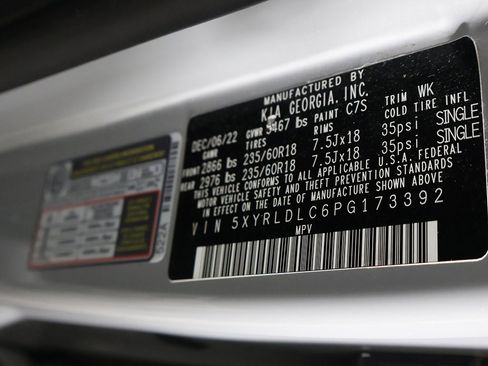 MANUFACTURED BY
KIA GEORGIA, INC.
DEC/06/22 GVWR 5467 lbs PAINT C7S TRIM WK
GAWR TIRES RIMS COLD TIRE INFL
FRONT 2866 lbs 235/60R18 7.5Jx18 35psi SINGLE
REAR 2976 lbs 235/60R18 7.5Jx18 35psi SINGLE
THIS VEHICLE CONFORMS TO ALL APPLICABLE U.S.A. FEDERAL
MOTOR VEHICLE SAFETY AND THEFT PREVENTION STANDARDS
IN EFFECT ON THE DATE OF MANUFACTURE SHOWN ABOVE
VIN 5XYRLDLC6PG173392
MPV